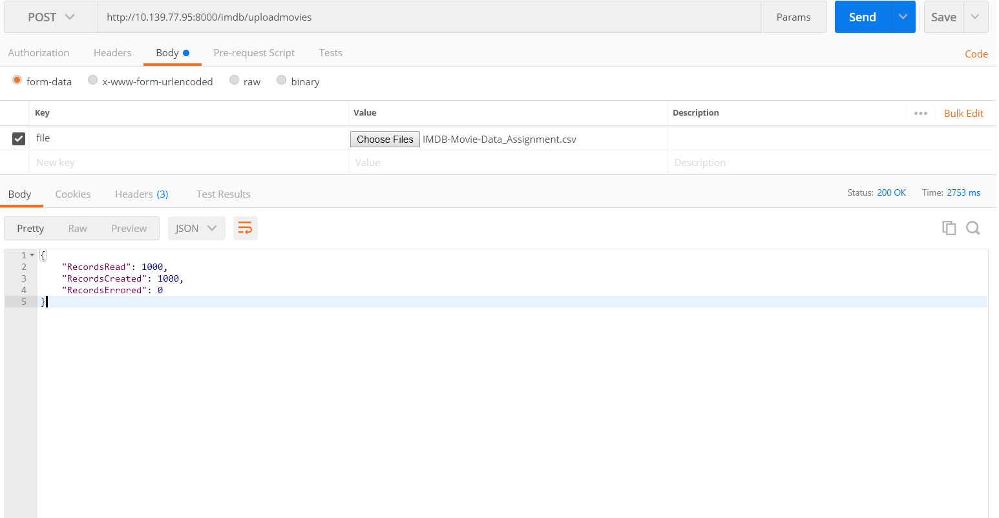 POST http://10.139.77.95:8000/imdb/uploadmovies Params Send Save
Authorization Headers Body Pre-request Script Tests Code
form-data x-www-form-urlencoded raw binary
Key Value Description Bulk Edit
file Choose Files IMDB-Movie-Data_Assignment.csv
New key Value Description
Body Cookies Headers (3) Test Results Status: 200 OK Time: 2753 ms
Pretty Raw Preview JSON
1 {
2 "RecordsRead": 1000,
3 "RecordsCreated": 1000,
4 "RecordsErrored": 0
5 }